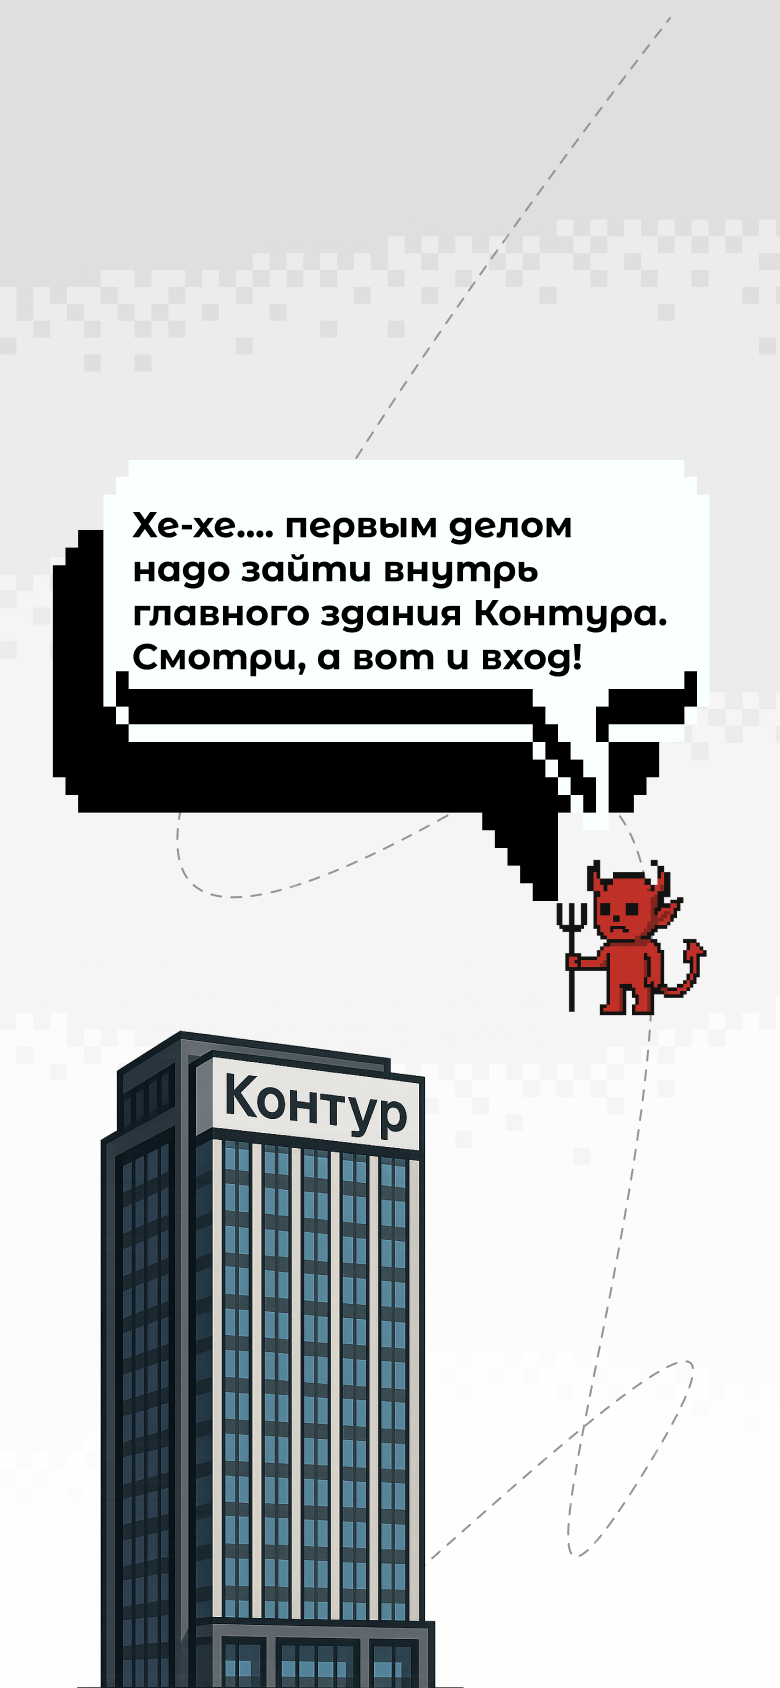 Хе-хе.... первым делом
надо зайти внутрь
главного здания Контура.
Смотри, а вот и вход!
Контур